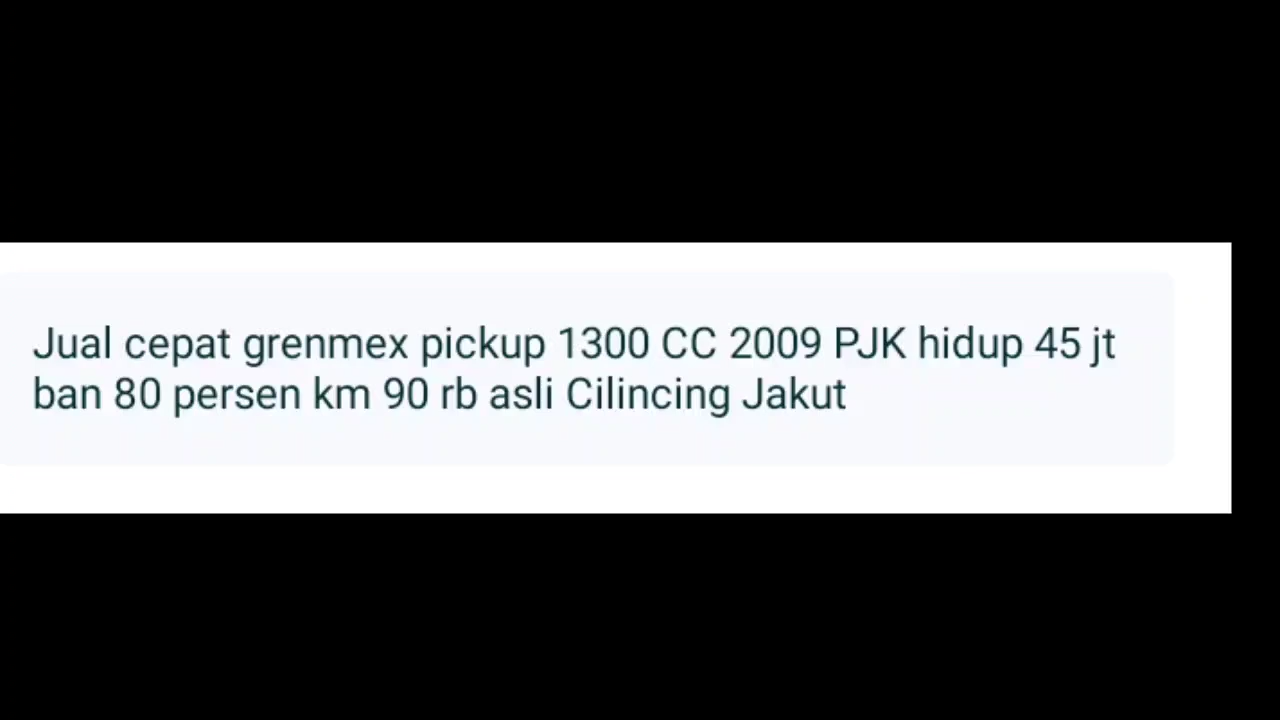 Jual cepat grenmex pickup 1300 CC 2009 PJK hidup 45 jt
ban 80 persen km 90 rb asli Cilincing Jakut